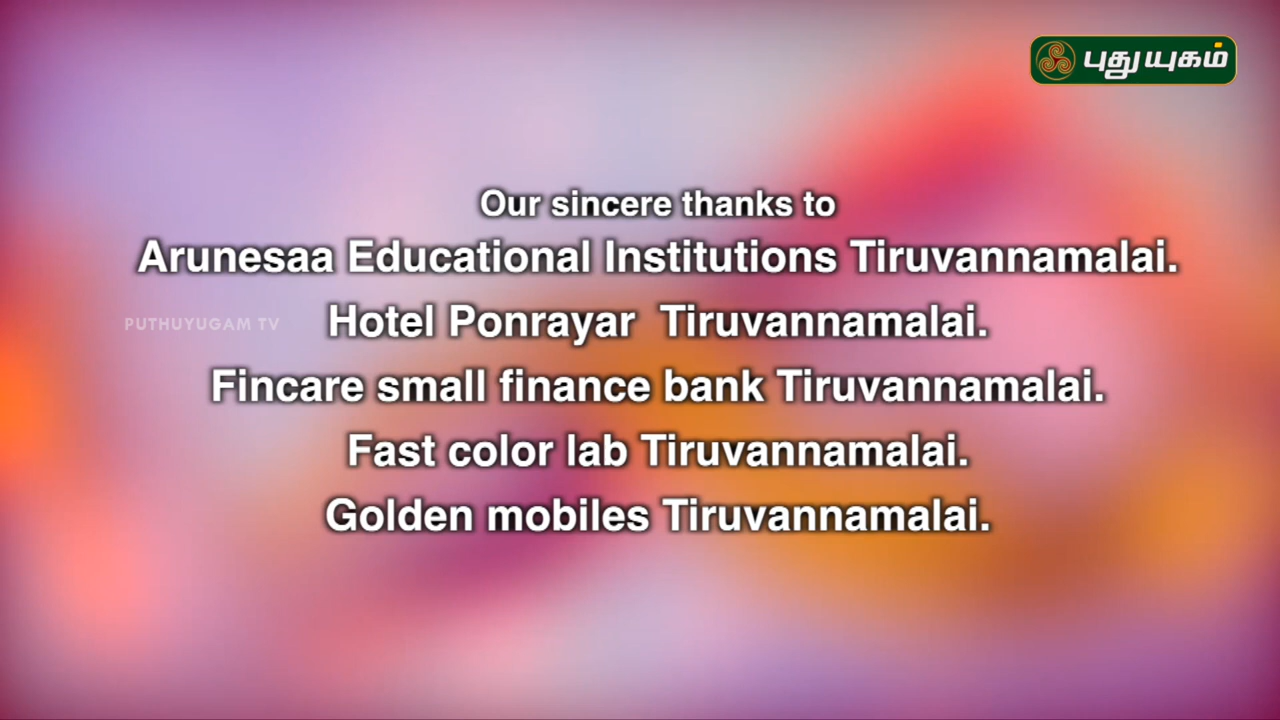 புதுயுகம்
Our sincere thanks to
Arunesaa Educational Institutions Tiruvannamalai.
Hotel Ponrayar Tiruvannamalai.
PUTHUYUGAM TV
Fincare small finance bank Tiruvannamalai.
Fast color lab Tiruvannamalai.
Golden mobiles Tiruvannamalai.